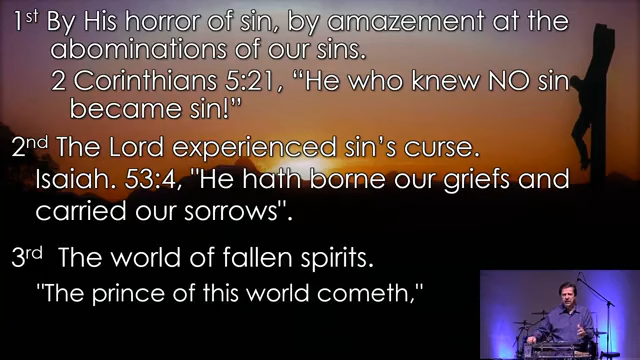 1st By His horror of sin, by amazement at the
abominations of our sins.
2 Corinthians 5:21, “He who knew NO sin
became sin!”
2nd The Lord experienced sin’s curse.
Isaiah. 53:4, "He hath borne our griefs and
carried our sorrows".
3rd The world of fallen spirits.
"The prince of this world cometh,"